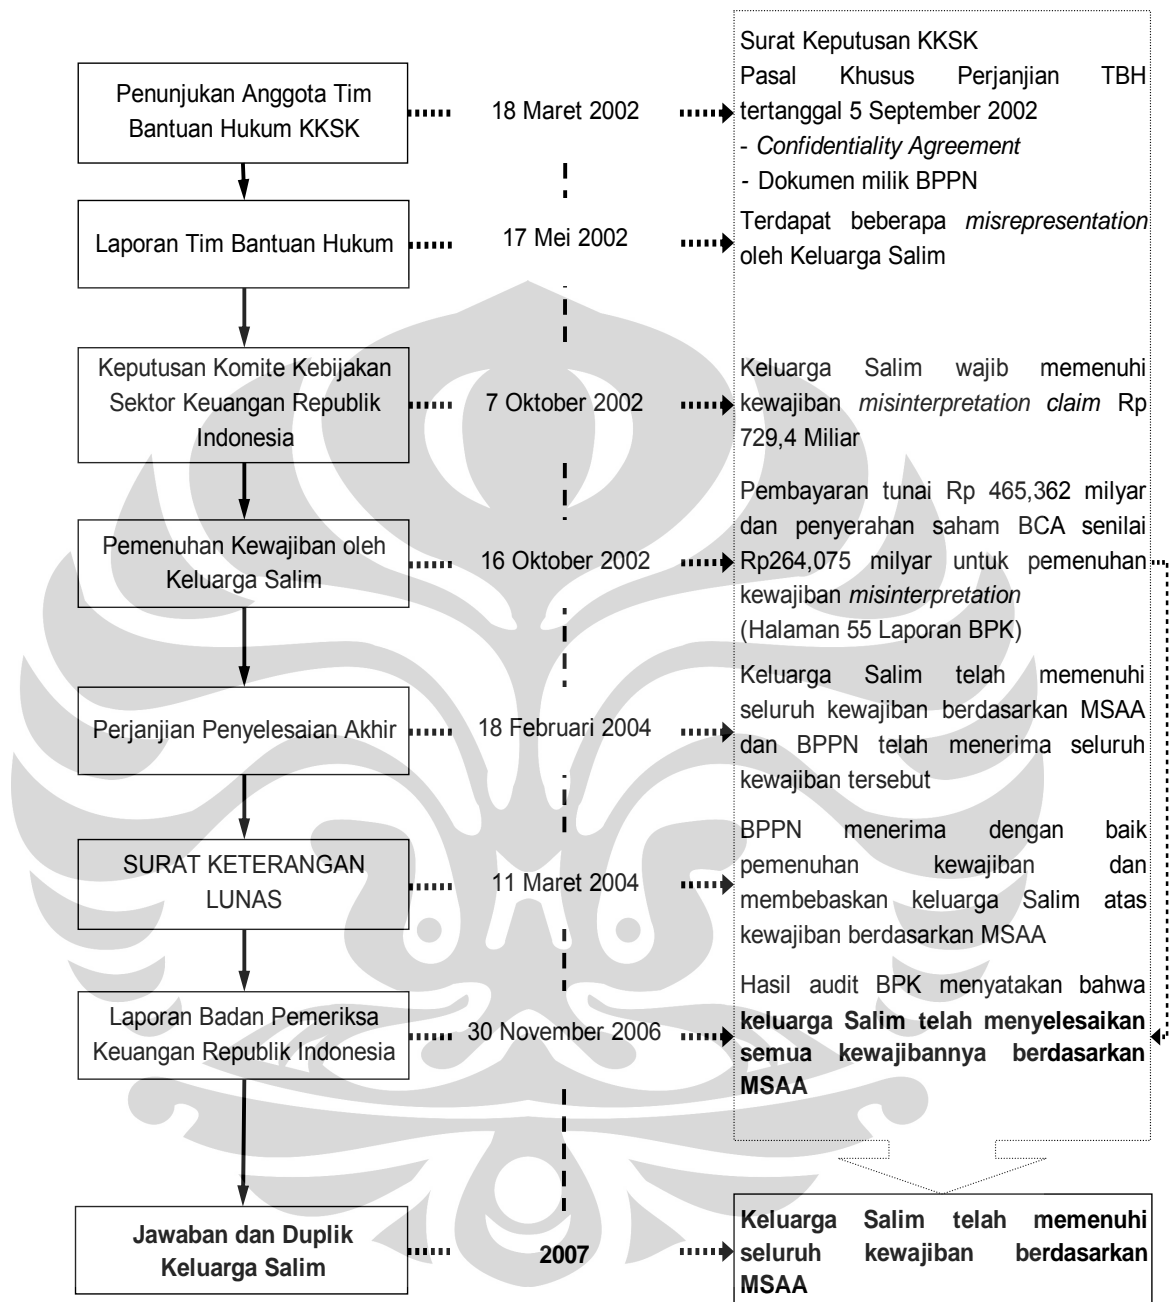 Penunjukan Anggota Tim
Bantuan Hukum KKSK
18 Maret 2002
Surat Keputusan KKSK
Pasal Khusus Perjanjian TBH
tertanggal 5 September 2002
- Confidentiality Agreement
- Dokumen milik BPPN
Laporan Tim Bantuan Hukum
17 Mei 2002
Terdapat beberapa misrepresentation
oleh Keluarga Salim
Keputusan Komite Kebijakan
Sektor Keuangan Republik
Indonesia
7 Oktober 2002
Keluarga Salim wajib memenuhi
kewajiban misinterpretation claim Rp
729,4 Miliar
Pemenuhan Kewajiban oleh
Keluarga Salim
16 Oktober 2002
Pembayaran tunai Rp 465,362 milyar
dan penyerahan saham BCA senilai
Rp264,075 milyar untuk pemenuhan
kewajiban misinterpretation
(Halaman 55 Laporan BPK)
Perjanjian Penyelesaian Akhir
18 Februari 2004
Keluarga Salim telah memenuhi
seluruh kewajiban berdasarkan MSAA
dan BPPN telah menerima seluruh
kewajiban tersebut
SURAT KETERANGAN
LUNAS
11 Maret 2004
BPPN menerima dengan baik
pemenuhan kewajiban dan
membebaskan keluarga Salim atas
kewajiban berdasarkan MSAA
Laporan Badan Pemeriksa
Keuangan Republik Indonesia
30 November 2006
Hasil audit BPK menyatakan bahwa
keluarga Salim telah menyelesaikan
semua kewajibannya berdasarkan
MSAA
Jawaban dan Duplik
Keluarga Salim
2007
Keluarga Salim telah memenuhi
seluruh kewajiban berdasarkan
MSAA